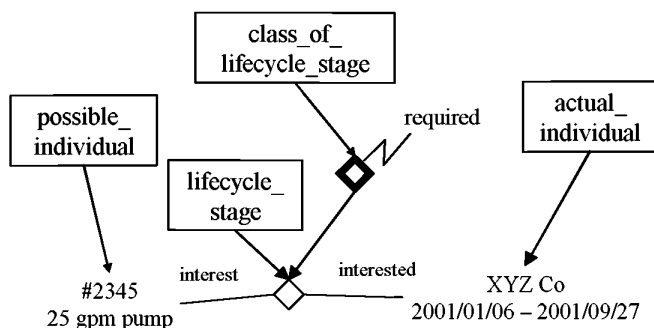 class_of_
lifecycle_stage
possible_
individual
required
actual_
individual
lifecycle_
stage
interest
interested
#2345
25 gpm pump
XYZ Co
2001/01/06 – 2001/09/27